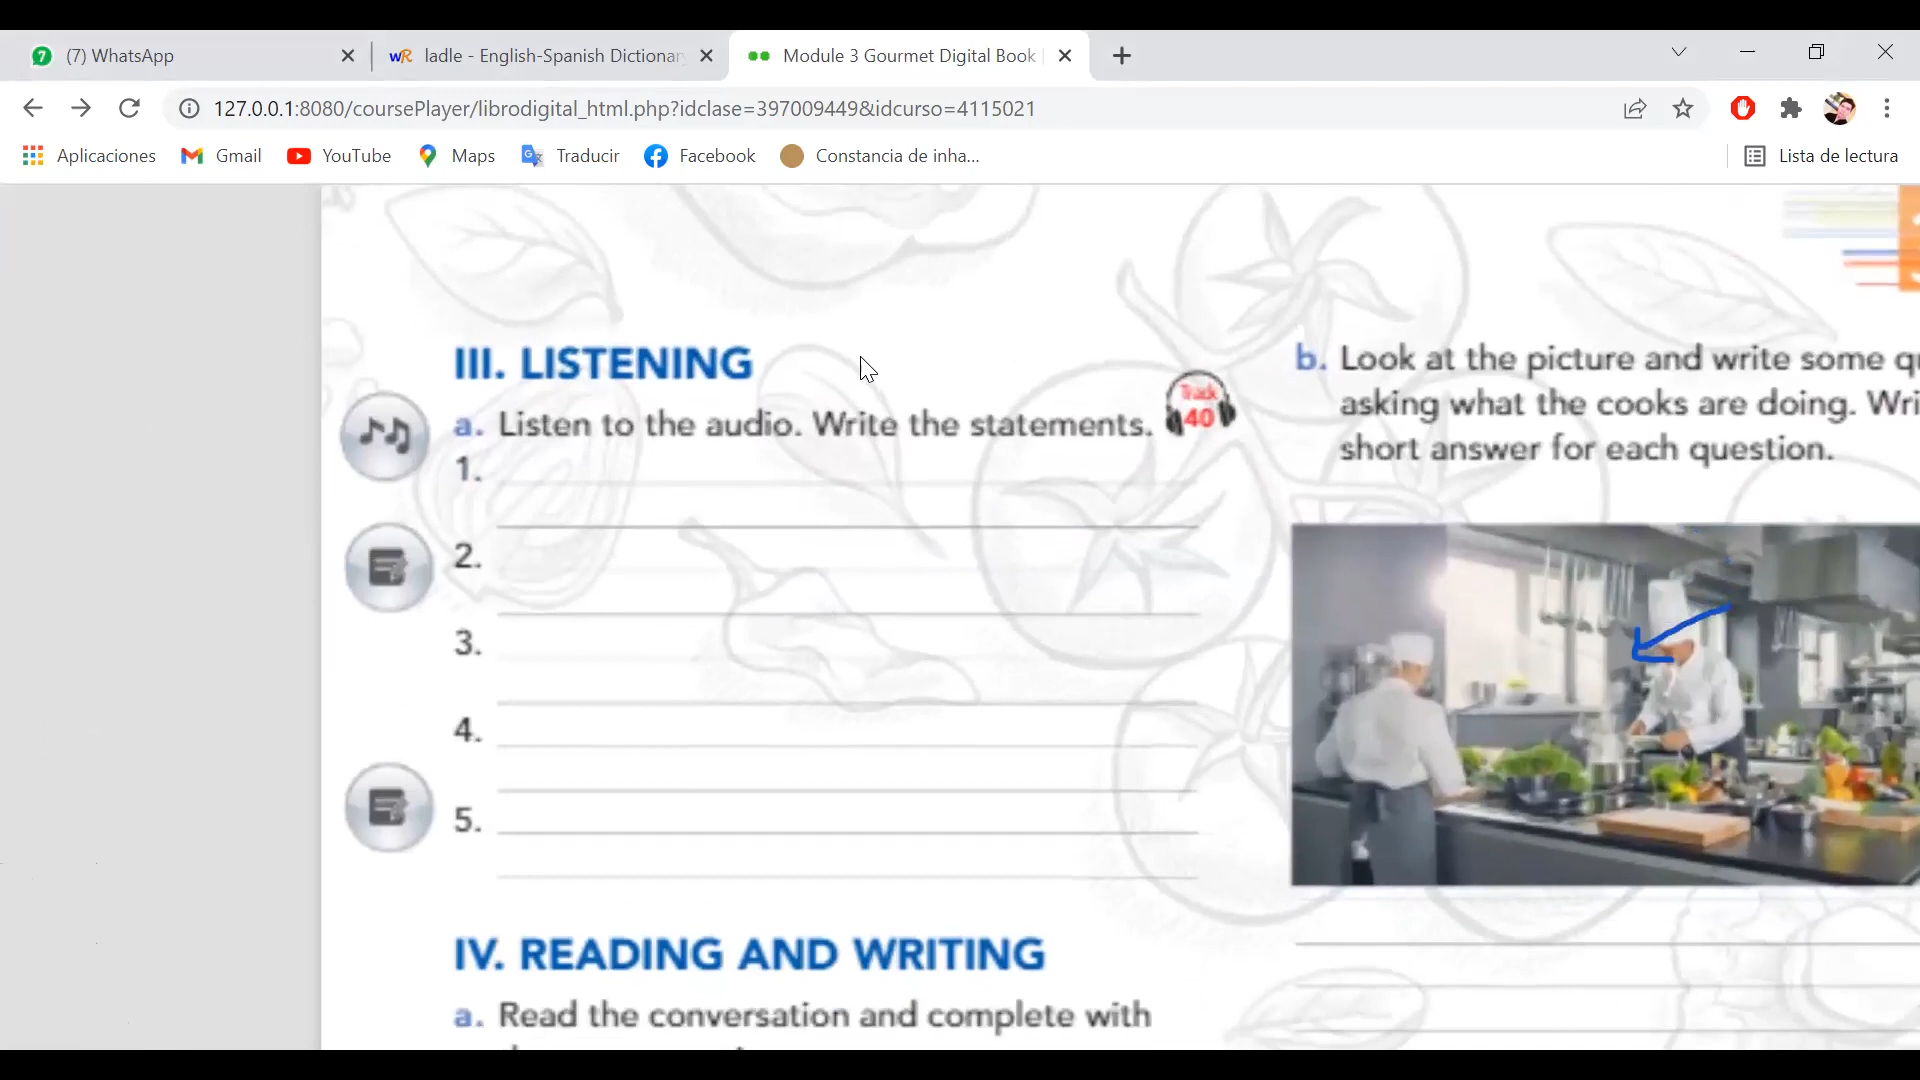 (7) WhatsApp
ladle - English-Spanish Dictionar
Module 3 Gourmet Digital Book
127.0.0.1:8080/coursePlayer/librodigital_html.php?idclase=397009449&idcurso=4115021
Aplicaciones
Gmail
YouTube
Maps
Traducir
Facebook
Constancia de inha...
Lista de lectura
III. LISTENING
a. Listen to the audio. Write the statements.
Track
40
1.
2.
3.
4.
5.
IV. READING AND WRITING
a. Read the conversation and complete with
b. Look at the picture and write some
asking what the cooks are doing.
short answer for each question.